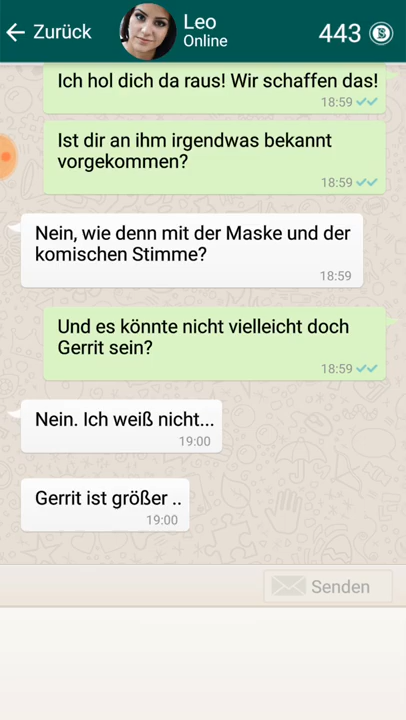 Zurück
Leo
Online
443
Ich hol dich da raus! Wir schaffen das!
18:59
Ist dir an ihm irgendwas bekannt
vorgekommen?
18:59
Nein, wie denn mit der Maske und der
komischen Stimme?
18:59
Und es könnte nicht vielleicht doch
Gerrit sein?
18:59
Nein. Ich weiß nicht...
19:00
Gerrit ist größer ..
19:00
Senden